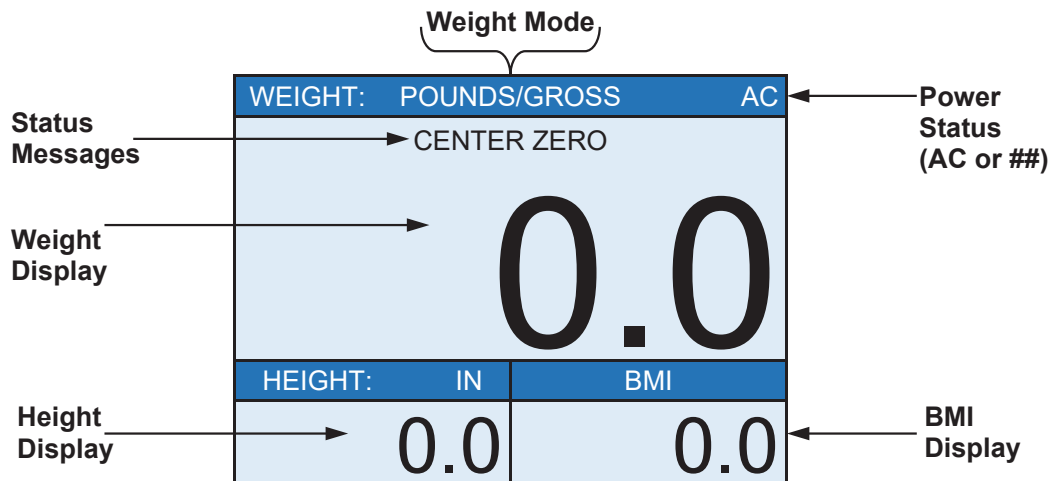 Weight Mode
WEIGHT: POUNDS/GROSS AC
Power
Status
(AC or ##)
Status
Messages
CENTER ZERO
Weight
Display
0.0
HEIGHT: IN BMI
Height
Display
0.0 0.0
BMI
Display